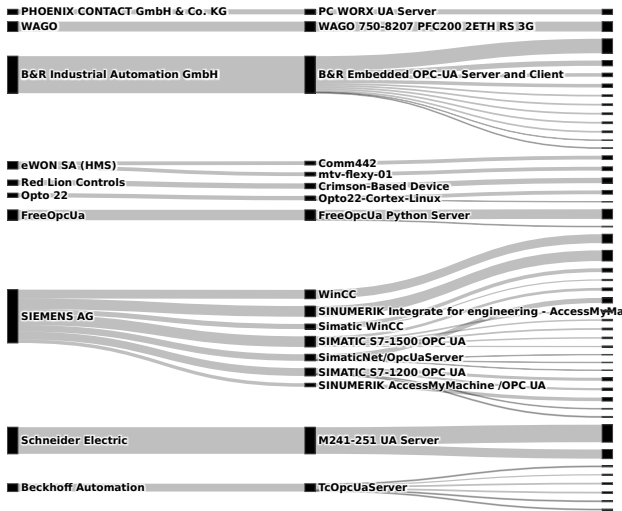 PHOENIX CONTACT GmbH & Co. KG PC WORX UA Server
WAGO WAGO 750-8207 PFC200 2ETH RS 3G
B&R Industrial Automation GmbH B&R Embedded OPC-UA Server and Client
eWON SA (HMS) Comm442
mtv-flexy-01
Red Lion Controls Crimson-Based Device
Opto 22 Opto22-Cortex-Linux
FreeOpcUa FreeOpcUa Python Server
WinCC
SIEMENS AG SINUMERIK Integrate for engineering - AccessMyMa
Simatic WinCC
SIMATIC S7-1500 OPC UA
SimaticNet/OpcUaServer
SIMATIC S7-1200 OPC UA
SINUMERIK AccessMyMachine /OPC UA
Schneider Electric M241-251 UA Server
Beckhoff Automation TcOpcUaServer